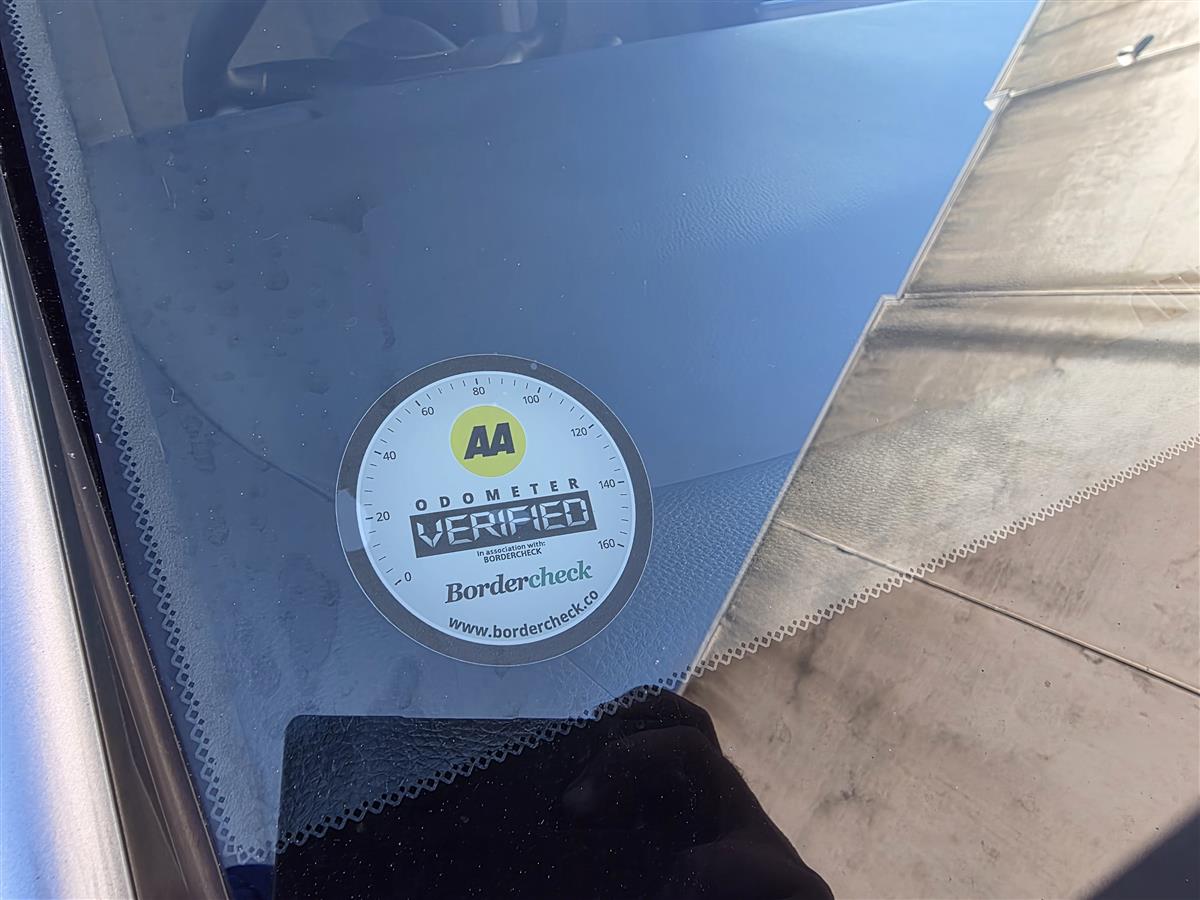 80
60
100
AA
120
40
ODOMETER
140
VERIFIED
20
In association with:
BORDERCHECK
160
Bordercheck
0
www.bordercheck.co